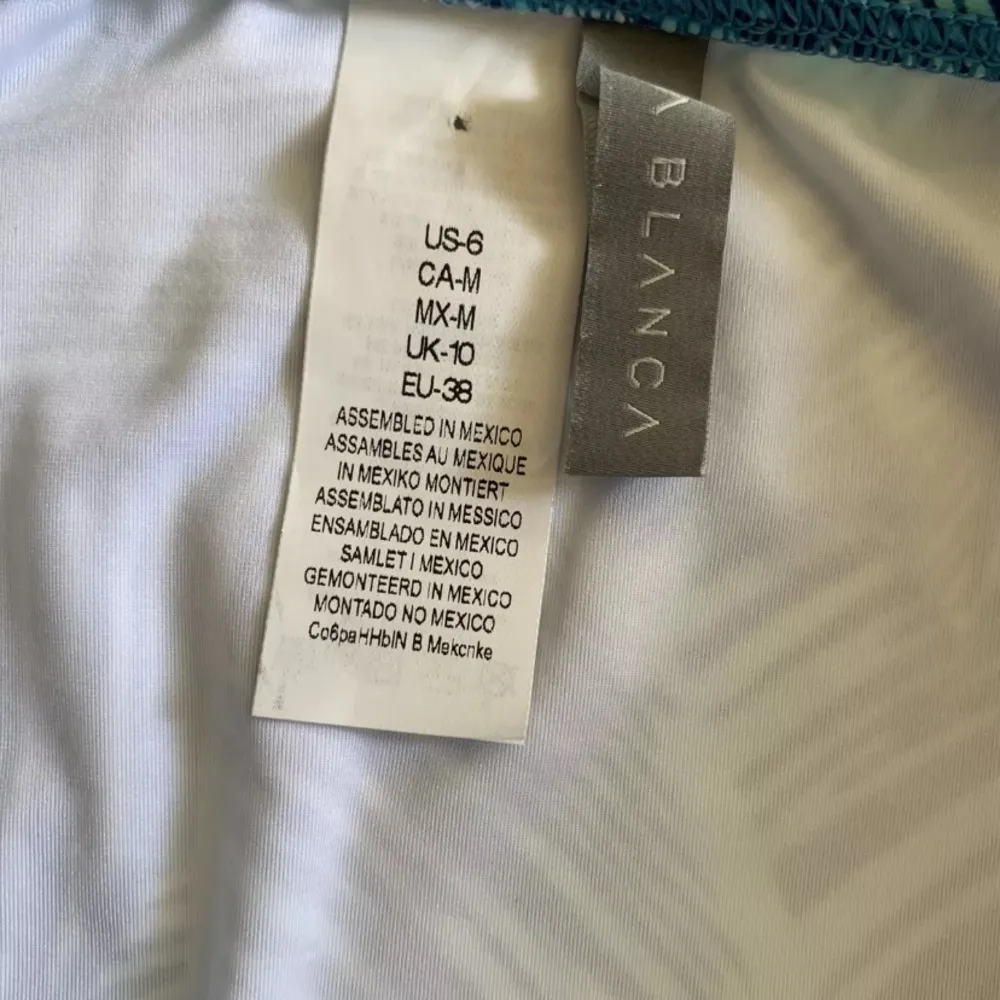 US-6
CA-M
MX-M
UK-10
EU-38
ASSEMBLED IN MEXICO
ASSAMBLES AU MEXIQUE
IN MEXIKO MONTIERT
ASSEMBLATO IN MESSICO
ENSAMBLADO EN MEXICO
SAMLET I MEXICO
GEMONTEERD IN MEXICO
MONTADO NO MEXICO
Co6paHHbIN B Mekcnke
A BLANCA